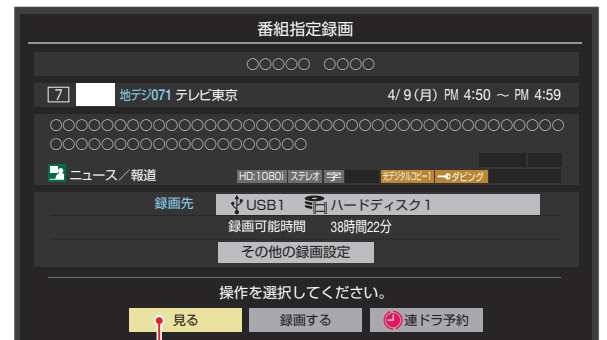 番組指定録画
○○○○○ ○○○○
7 地デジ071 テレビ東京 4/ 9(月) PM 4:50 ～ PM 4:59
○○○○○○○○○○○○○○○○○○○○○○○○○○○○○○○○○○○○○○○○○○
○○○○○○○○○○○○○○○○○○○○○
ニュース／報道 HD:1080i ステレオ 字 光デジタルコピー1 ダビング
録画先 USB1 ハードディスク1
録画可能時間 38時間22分
その他の録画設定
操作を選択してください。
見る 録画する 連ドラ予約